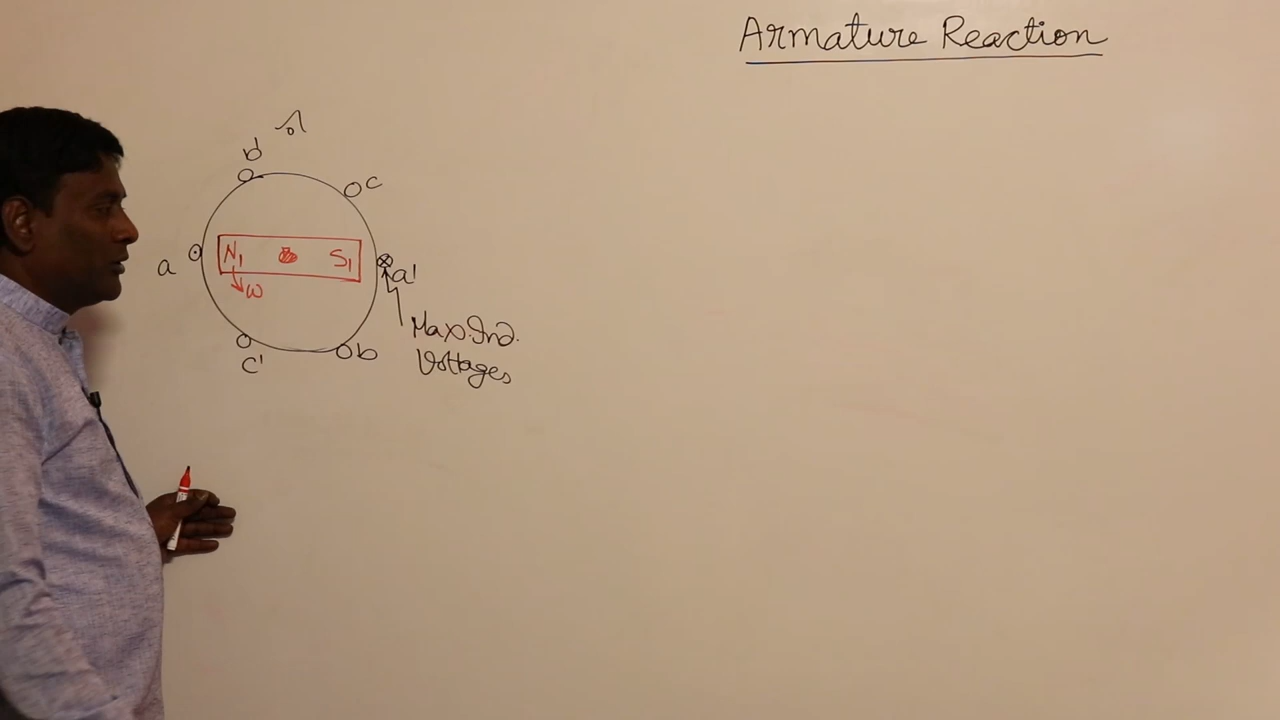 Armature Reaction
b'
c
a
N₁
S₁
a'
ω
Max. Ind.
Voltages
c'
b